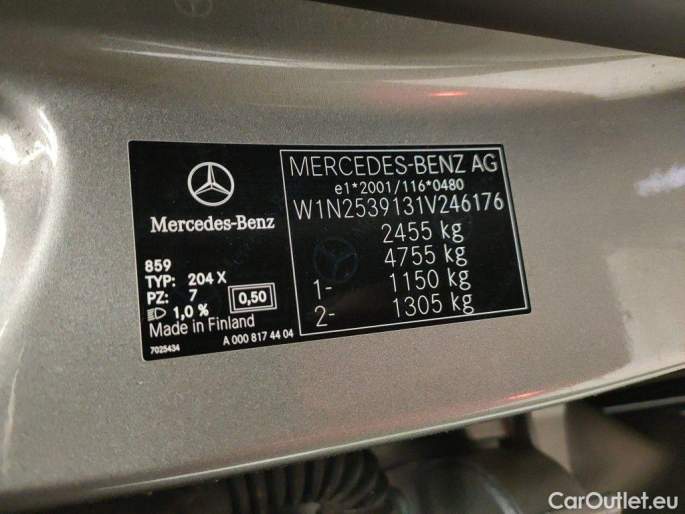 Mercedes-Benz
859
TYP: 204 X
PZ: 7
1,0 %
0,50
Made in Finland
7025434
A 000 817 44 04
MERCEDES-BENZ AG
e1*2001/116*0480
W1N2539131V246176
2455 kg
4755 kg
1- 1150 kg
2- 1305 kg
CarOutlet.eu